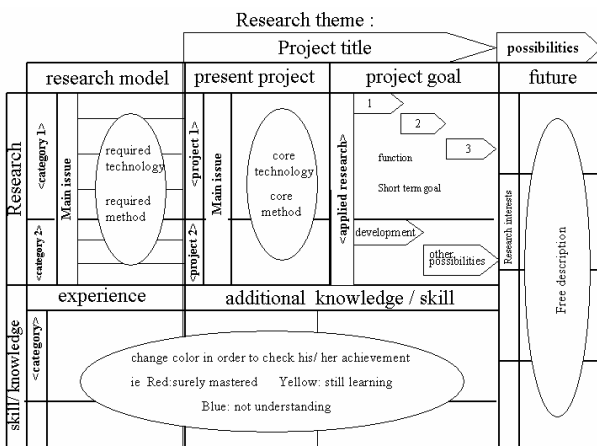 Research theme :
Project title
possibilities
research model
present project
project goal
future
Research
<category 1>
<category 2>
Main issue
required
technology
required
method
<project 1>
<project 2>
Main issue
core
technology
core
method
<applied research>
1
2
3
function
Short term goal
development
other
possibilities
Research interests
Free description
experience
additional knowledge / skill
skill/ knowledge
<category>
change color in order to check his/ her achievement
ie Red:surely mastered Yellow: still learning
Blue: not understanding